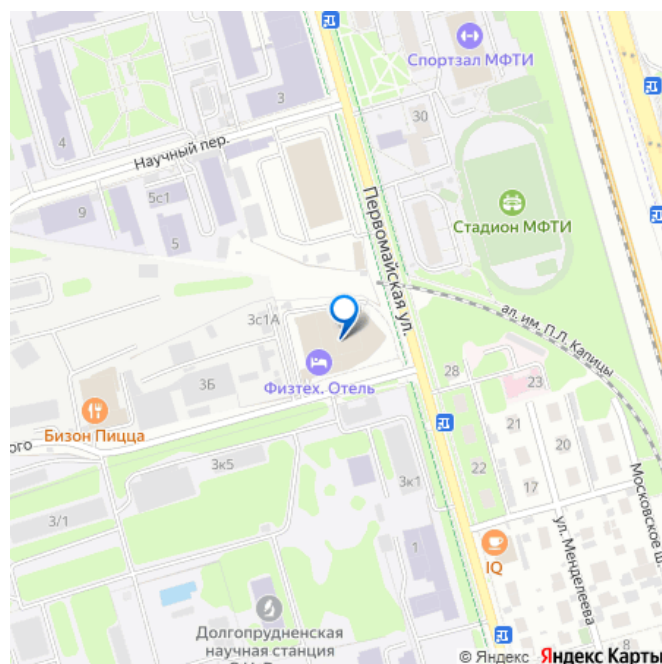 Спортзал МФТИ
3
30
4
Научный пер.
5с1
9
5
Первомайская ул.
Стадион МФТИ
3с1А
ал. им. П.Л. Капицы
3Б
Физтех. Отель
28
23
Бизон Пицца
21
20
ого
3к5
22
17
3к1
Московское ш.
3/1
1
IQ
ул. Менделеева
8
Долгопрудненская
научная станция
© Яндекс Яндекс Карты